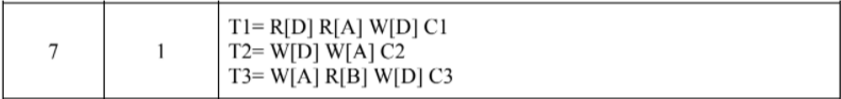 7
1
T1= R[D] R[A] W[D] C1
T2= W[D] W[A] C2
T3= W[A] R[B] W[D] C3